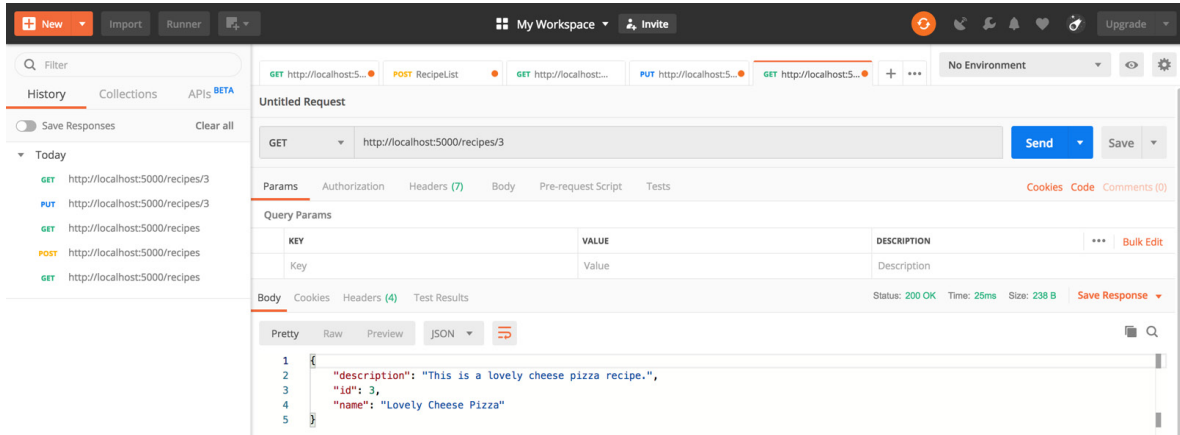 New Import Runner My Workspace Invite Upgrade
Filter
History Collections APIs BETA
Save Responses Clear all
Today
GET http://localhost:5000/recipes/3
PUT http://localhost:5000/recipes/3
GET http://localhost:5000/recipes
POST http://localhost:5000/recipes
GET http://localhost:5000/recipes
GET http://localhost:5... POST RecipeList GET http://localhost:... PUT http://localhost:5... GET http://localhost:5... + ••• No Environment
Untitled Request
GET http://localhost:5000/recipes/3 Send Save
Params Authorization Headers (7) Body Pre-request Script Tests Cookies Code Comments (0)
Query Params
KEY VALUE DESCRIPTION ••• Bulk Edit
Key Value Description
Body Cookies Headers (4) Test Results Status: 200 OK Time: 25ms Size: 238 B Save Response
Pretty Raw Preview JSON
1 {
2 "description": "This is a lovely cheese pizza recipe.",
3 "id": 3,
4 "name": "Lovely Cheese Pizza"
5 }